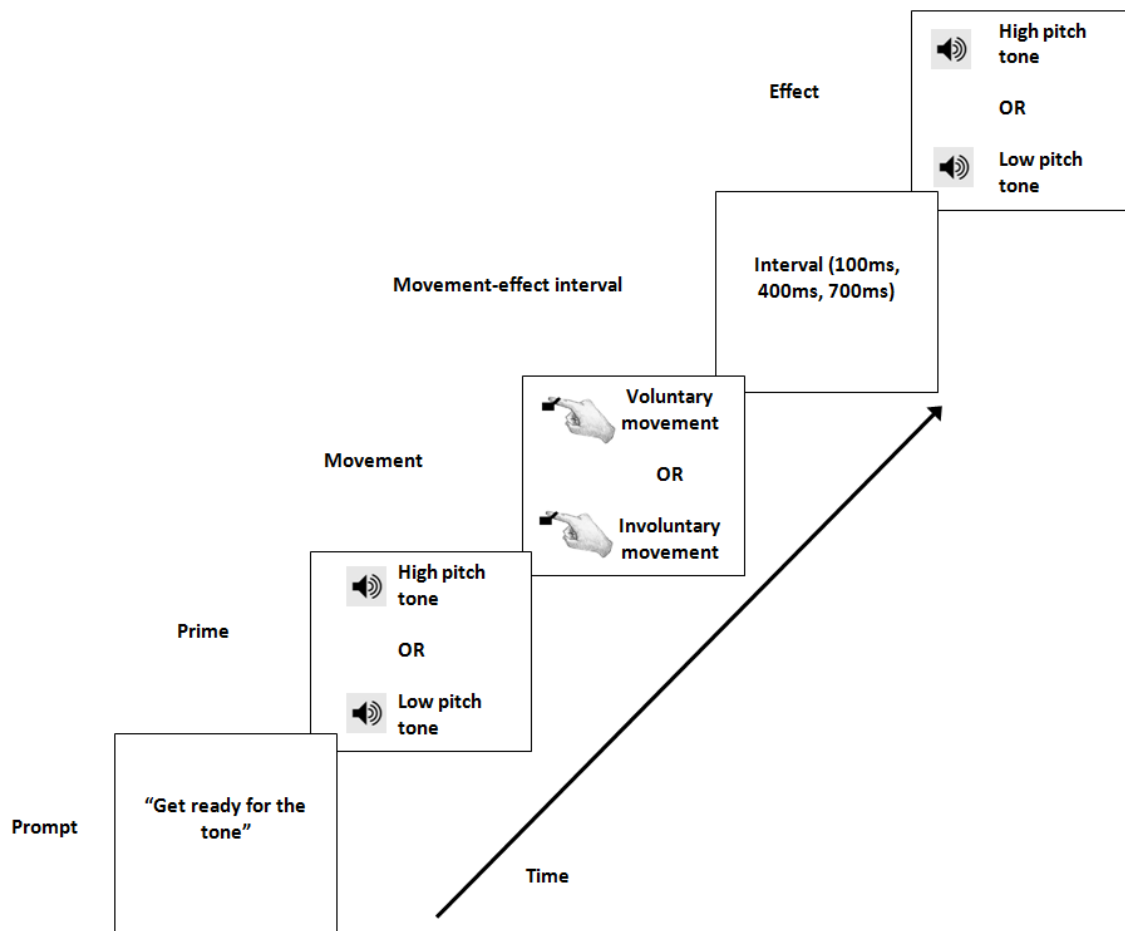 Effect
High pitch
tone
OR
Low pitch
tone
Movement-effect interval
Interval (100ms,
400ms, 700ms)
Movement
Voluntary
movement
OR
Involuntary
movement
Prime
High pitch
tone
OR
Low pitch
tone
Prompt
“Get ready for the
tone”
Time